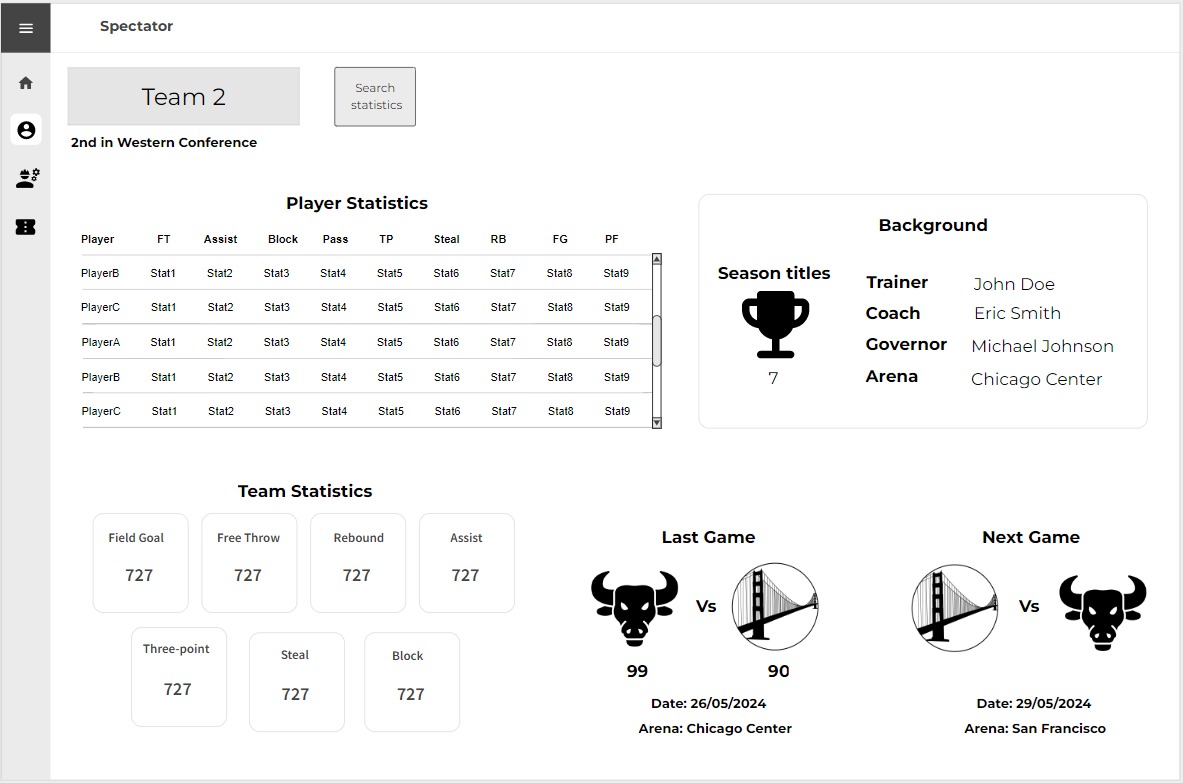 Spectator
Team 2
Search
statistics
2nd in Western Conference
Player Statistics
Player FT Assist Block Pass TP Steal RB FG PF
PlayerB Stat1 Stat2 Stat3 Stat4 Stat5 Stat6 Stat7 Stat8 Stat9
PlayerC Stat1 Stat2 Stat3 Stat4 Stat5 Stat6 Stat7 Stat8 Stat9
PlayerA Stat1 Stat2 Stat3 Stat4 Stat5 Stat6 Stat7 Stat8 Stat9
PlayerB Stat1 Stat2 Stat3 Stat4 Stat5 Stat6 Stat7 Stat8 Stat9
PlayerC Stat1 Stat2 Stat3 Stat4 Stat5 Stat6 Stat7 Stat8 Stat9
Background
Season titles
7
Trainer John Doe
Coach Eric Smith
Governor Michael Johnson
Arena Chicago Center
Team Statistics
Field Goal Free Throw Rebound Assist
727 727 727 727
Three-point Steal Block
727 727 727
Last Game
Vs
99 90
Date: 26/05/2024
Arena: Chicago Center
Next Game
Vs
Date: 29/05/2024
Arena: San Francisco